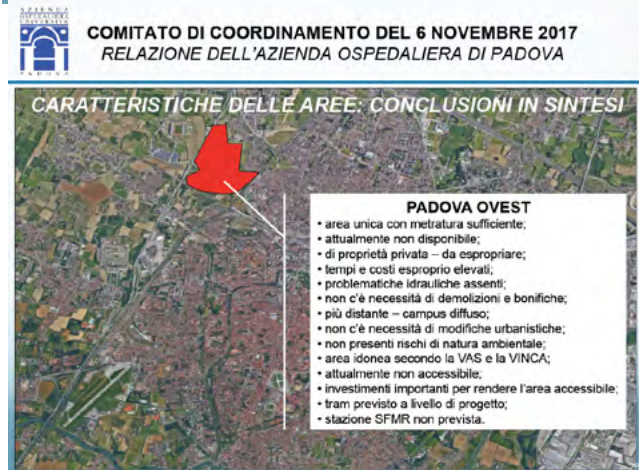 AZIENDA
OSPEDALIERA
UNIVERSITÀ
PADOVA
COMITATO DI COORDINAMENTO DEL 6 NOVEMBRE 2017
RELAZIONE DELL'AZIENDA OSPEDALIERA DI PADOVA
CARATTERISTICHE DELLE AREE: CONCLUSIONI IN SINTESI
PADOVA OVEST
• area unica con metratura sufficiente;
• attualmente non disponibile;
• di proprietà privata – da espropriare;
• tempi e costi esproprio elevati;
• problematiche idrauliche assenti;
• non c'è necessità di demolizioni e bonifiche;
• più distante – campus diffuso;
• non c'è necessità di modifiche urbanistiche;
• non presenti rischi di natura ambientale;
• area idonea secondo la VAS e la VINCA;
• attualmente non accessibile;
• investimenti importanti per rendere l'area accessibile;
• tram previsto a livello di progetto;
• stazione SFMR non prevista.